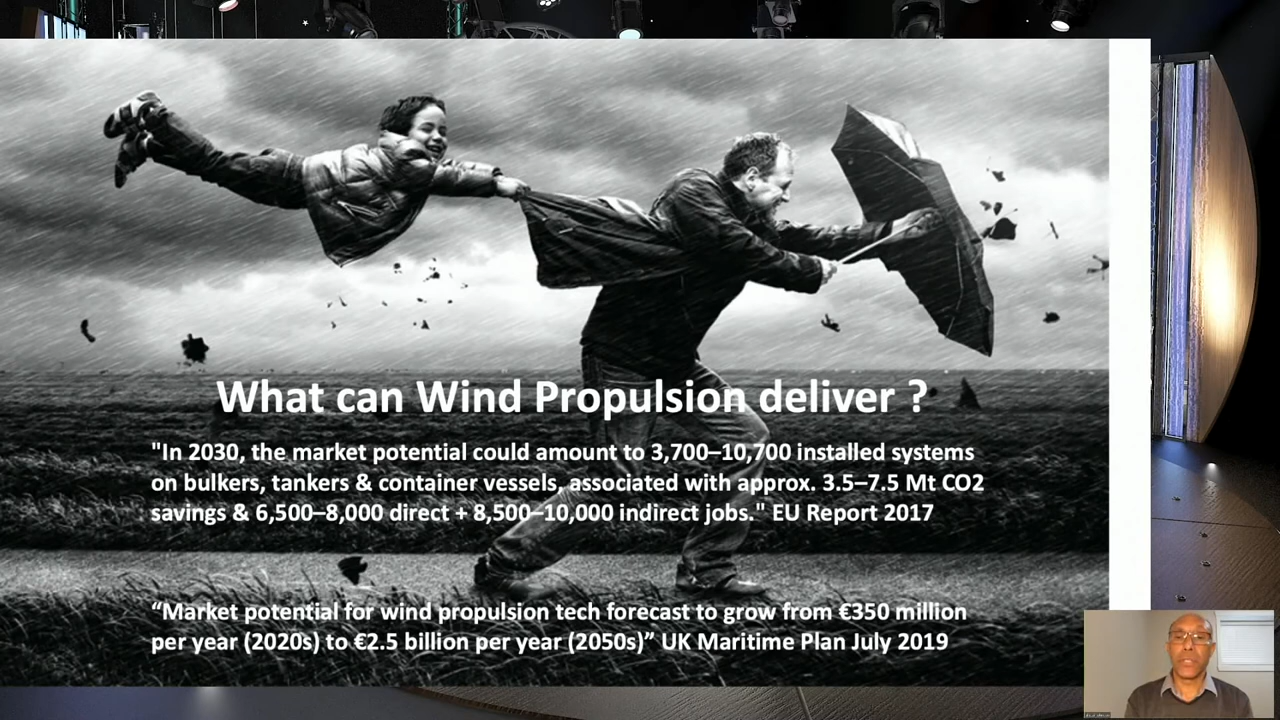 What can Wind Propulsion deliver ?
"In 2030, the market potential could amount to 3,700–10,700 installed systems
on bulkers, tankers & container vessels, associated with approx. 3.5–7.5 Mt CO2
savings & 6,500–8,000 direct + 8,500–10,000 indirect jobs." EU Report 2017
“Market potential for wind propulsion tech forecast to grow from €350 million
per year (2020s) to €2.5 billion per year (2050s)” UK Maritime Plan July 2019